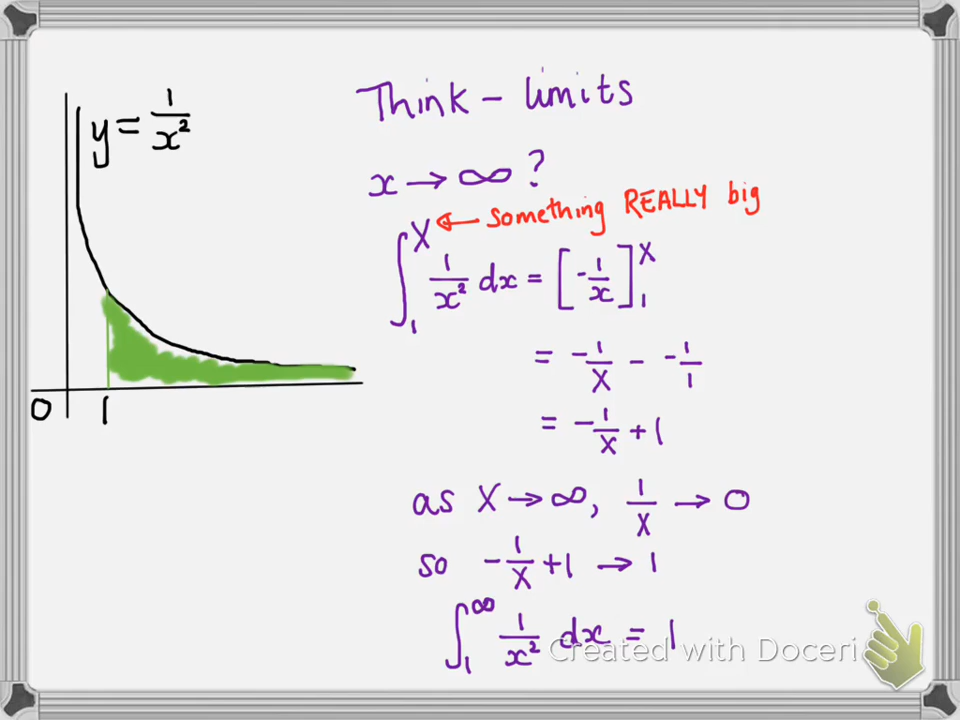 y = 1/x²
0 1
Think - limits
x → ∞ ?
X ← something REALLY big
∫₁^X 1/x² dx = [-1/x]₁^X
= -1/X - -1/1
= -1/X + 1
as X → ∞, 1/X → 0
so -1/X + 1 → 1
∫₁^∞ 1/x² dx = 1
Created with Doceri